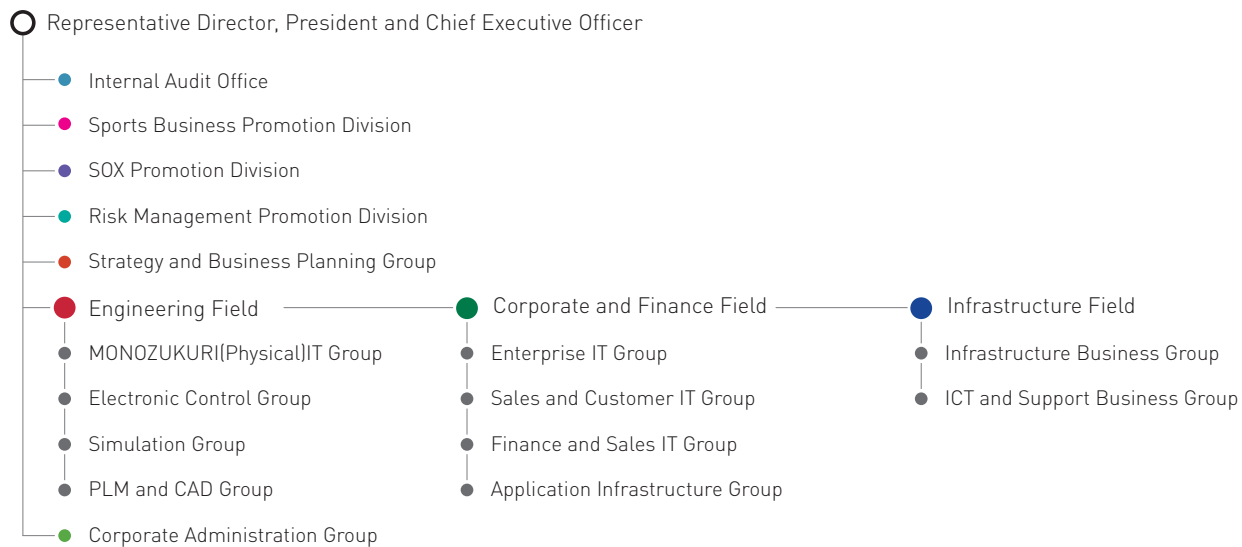 Representative Director, President and Chief Executive Officer
Internal Audit Office
Sports Business Promotion Division
SOX Promotion Division
Risk Management Promotion Division
Strategy and Business Planning Group
Engineering Field
Corporate and Finance Field
Infrastructure Field
MONOZUKURI(Physical)IT Group
Enterprise IT Group
Infrastructure Business Group
Electronic Control Group
Sales and Customer IT Group
ICT and Support Business Group
Simulation Group
Finance and Sales IT Group
PLM and CAD Group
Application Infrastructure Group
Corporate Administration Group